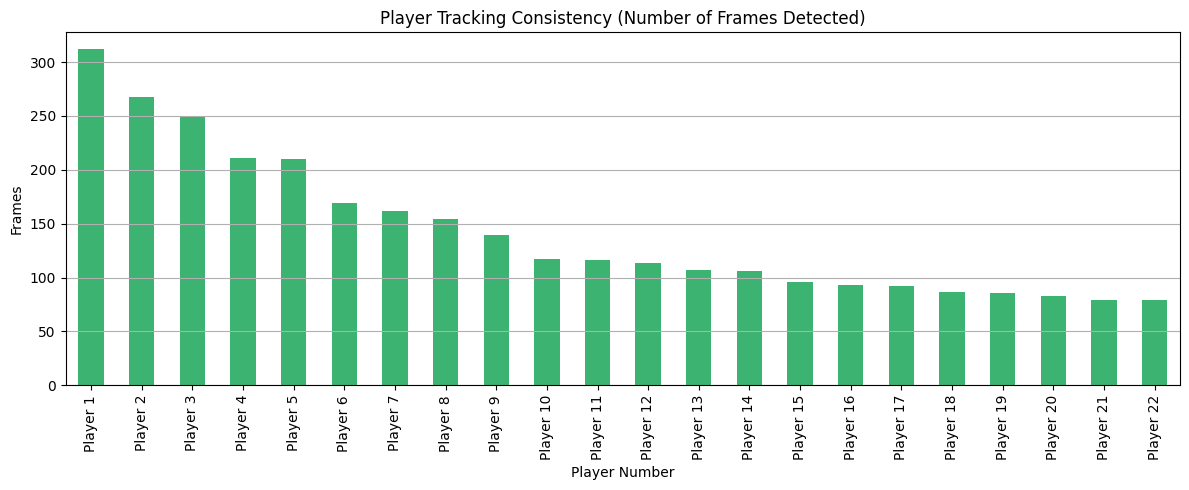 Player Tracking Consistency (Number of Frames Detected)
Frames
300
250
200
150
100
50
0
Player 1
Player 2
Player 3
Player 4
Player 5
Player 6
Player 7
Player 8
Player 9
Player 10
Player 11
Player 12
Player 13
Player 14
Player 15
Player 16
Player 17
Player 18
Player 19
Player 20
Player 21
Player 22
Player Number